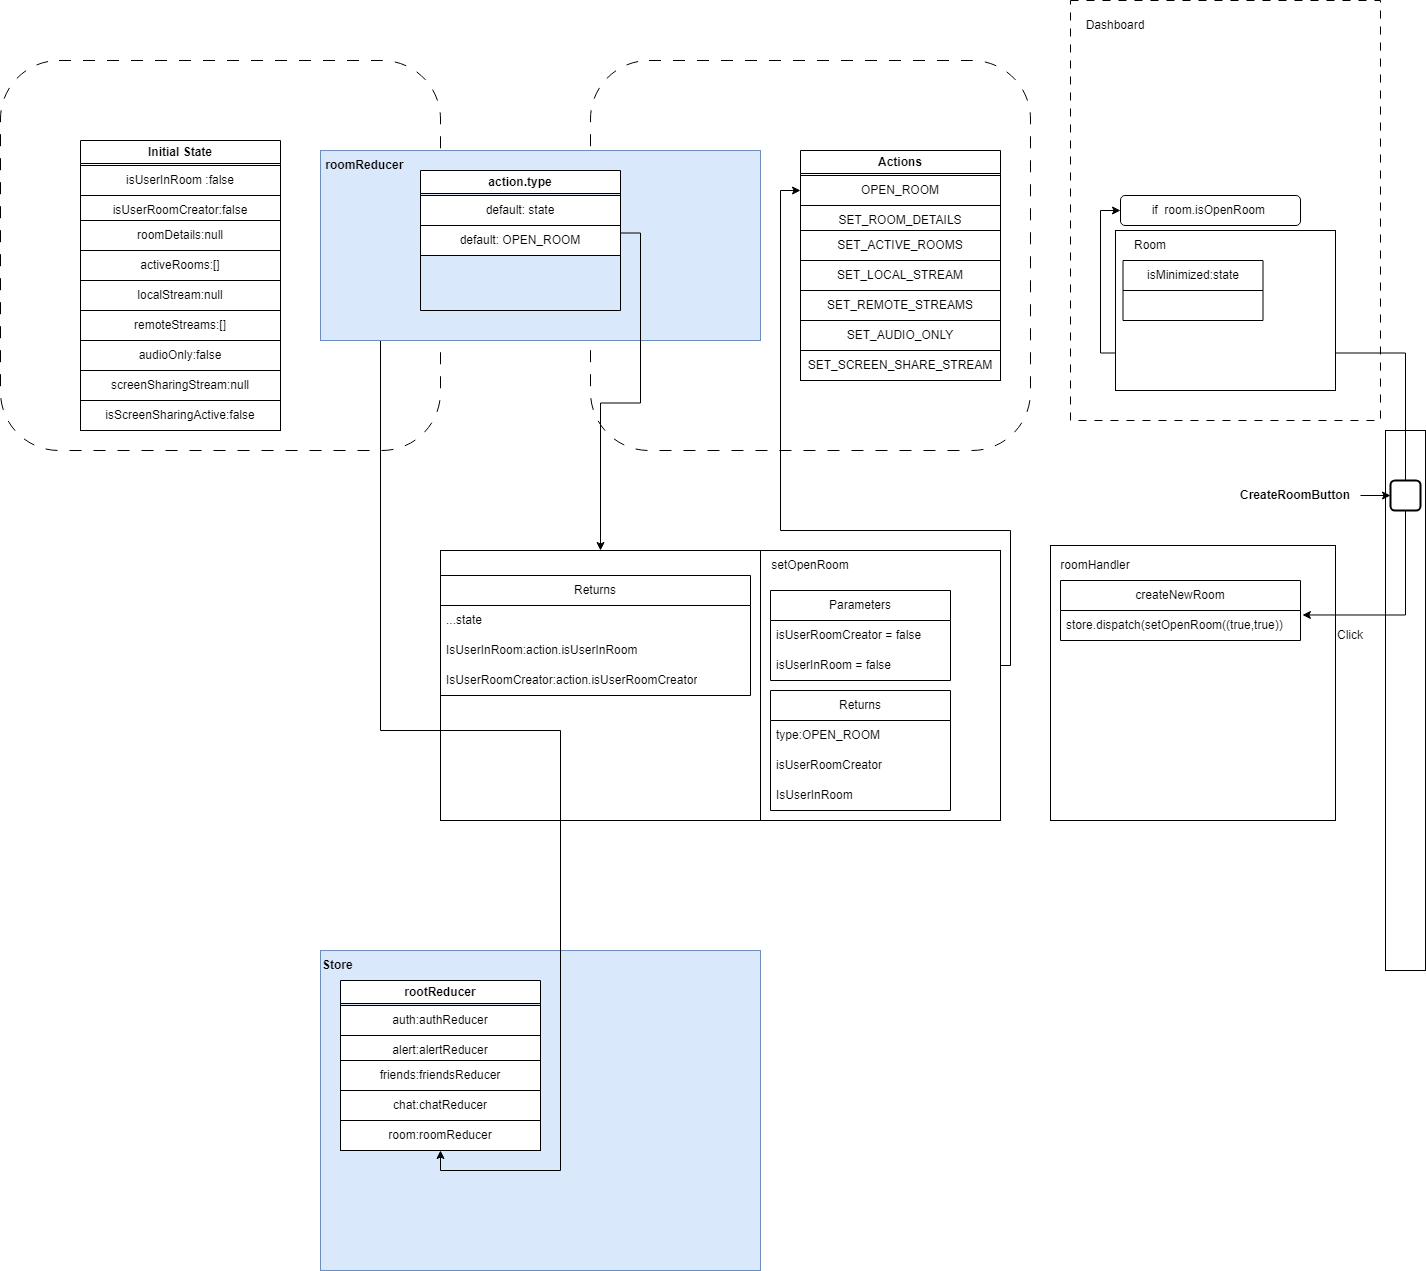 Dashboard
Initial State
isUserInRoom :false
isUserRoomCreator:false
roomDetails:null
activeRooms:[]
localStream:null
remoteStreams:[]
audioOnly:false
screenSharingStream:null
isScreenSharingActive:false
roomReducer
action.type
default: state
default: OPEN_ROOM
Actions
OPEN_ROOM
SET_ROOM_DETAILS
SET_ACTIVE_ROOMS
SET_LOCAL_STREAM
SET_REMOTE_STREAMS
SET_AUDIO_ONLY
SET_SCREEN_SHARE_STREAM
if room.isOpenRoom
Room
isMinimized:state
CreateRoomButton
Returns
...state
IsUserInRoom:action.isUserInRoom
IsUserRoomCreator:action.isUserRoomCreator
setOpenRoom
Parameters
isUserRoomCreator = false
isUserInRoom = false
Returns
type:OPEN_ROOM
isUserRoomCreator
IsUserInRoom
roomHandler
createNewRoom
store.dispatch(setOpenRoom((true,true))
Click
Store
rootReducer
auth:authReducer
alert:alertReducer
friends:friendsReducer
chat:chatReducer
room:roomReducer